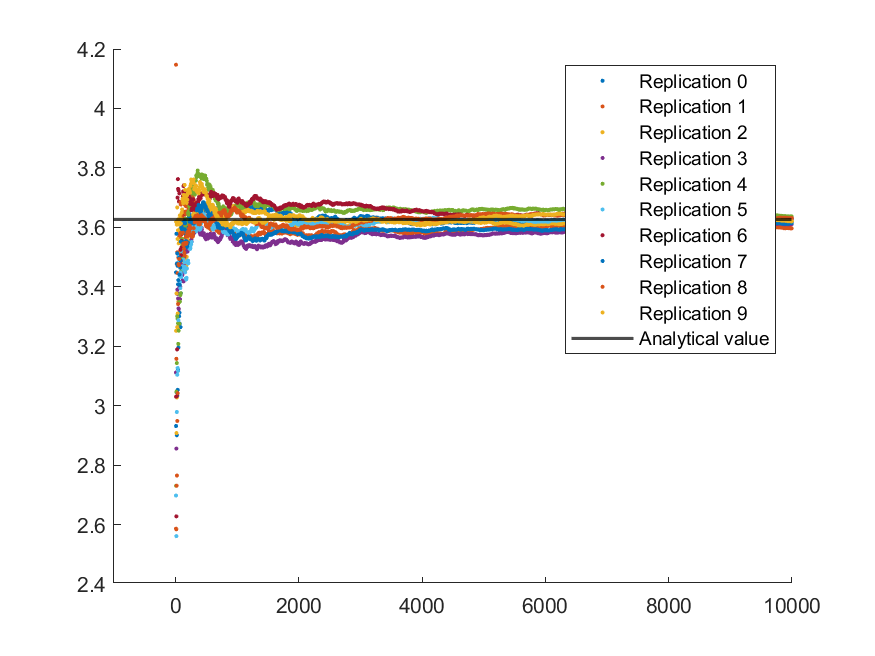 4.2
4
3.8
3.6
3.4
3.2
3
2.8
2.6
2.4
0
2000
4000
6000
8000
10000
Replication 0
Replication 1
Replication 2
Replication 3
Replication 4
Replication 5
Replication 6
Replication 7
Replication 8
Replication 9
Analytical value